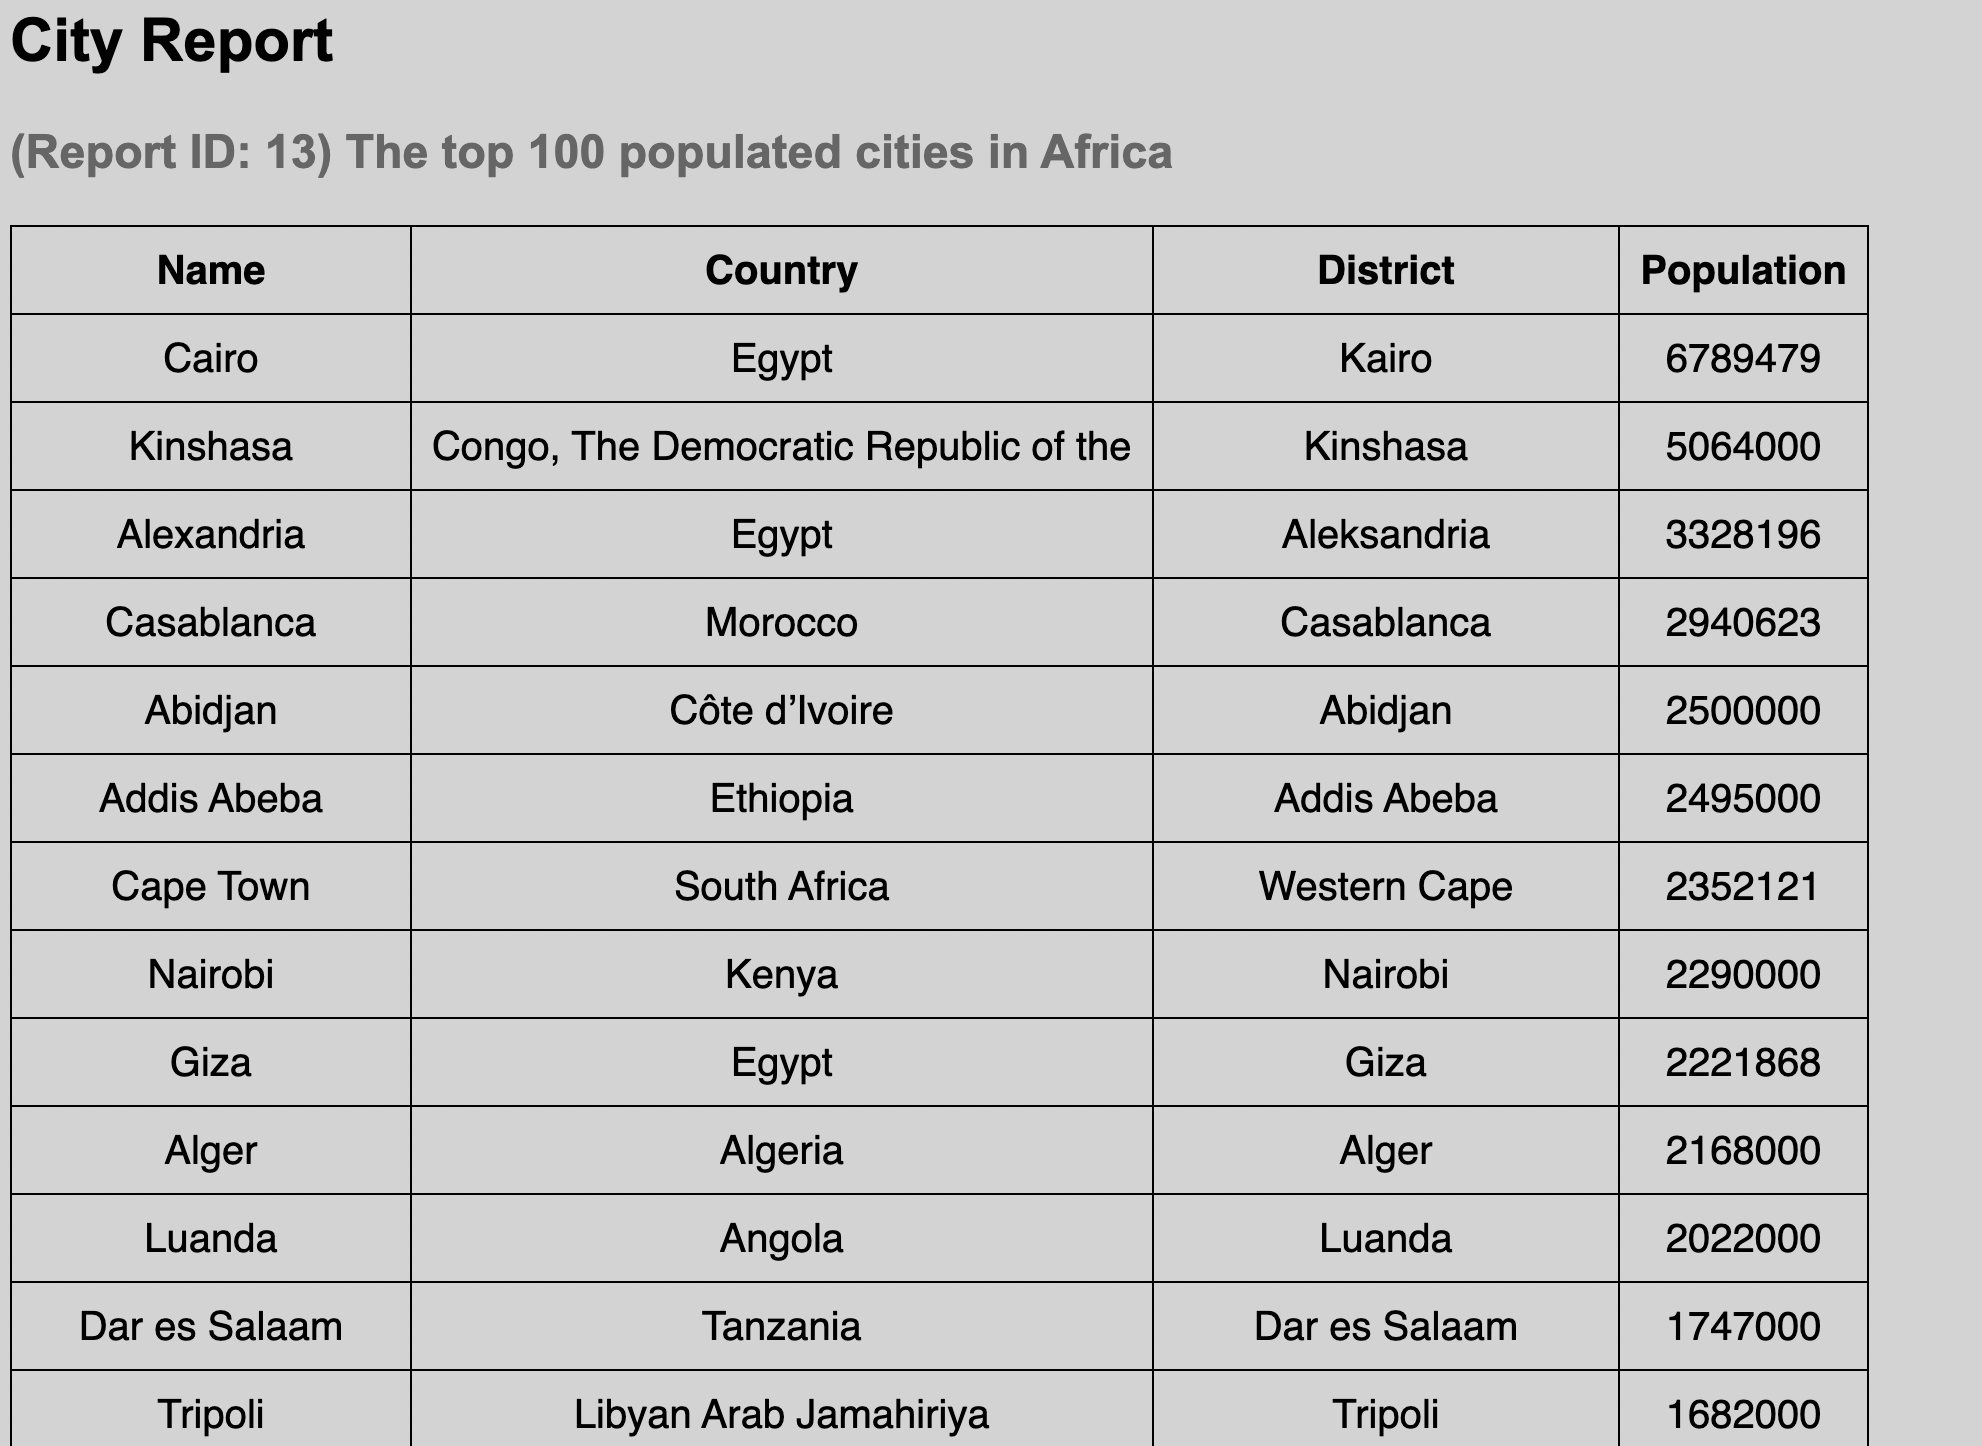 City Report
(Report ID: 13) The top 100 populated cities in Africa
Name Country District Population
Cairo Egypt Kairo 6789479
Kinshasa Congo, The Democratic Republic of the Kinshasa 5064000
Alexandria Egypt Aleksandria 3328196
Casablanca Morocco Casablanca 2940623
Abidjan Côte d’Ivoire Abidjan 2500000
Addis Abeba Ethiopia Addis Abeba 2495000
Cape Town South Africa Western Cape 2352121
Nairobi Kenya Nairobi 2290000
Giza Egypt Giza 2221868
Alger Algeria Alger 2168000
Luanda Angola Luanda 2022000
Dar es Salaam Tanzania Dar es Salaam 1747000
Tripoli Libyan Arab Jamahiriya Tripoli 1682000